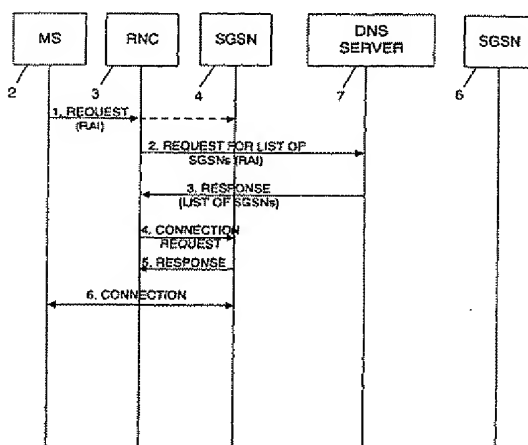 MS
RNC
SGSN
DNS
SERVER
SGSN
2
3
4
7
6
1. REQUEST
(RAI)
2. REQUEST FOR LIST OF
SGSNs (RAI)
3. RESPONSE
(LIST OF SGSNs)
4. CONNECTION
REQUEST
5. RESPONSE
6. CONNECTION